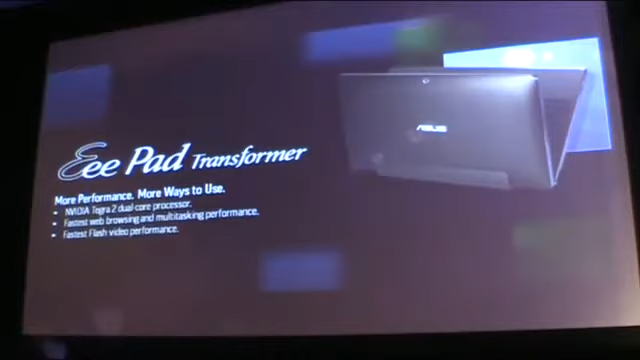 Eee Pad Transformer
More Performance. More Ways to Use.
• NVIDIA Tegra 2 dual-core processor.
• Fastest web browsing and multitasking performance.
• Fastest Flash video performance.
ASUS